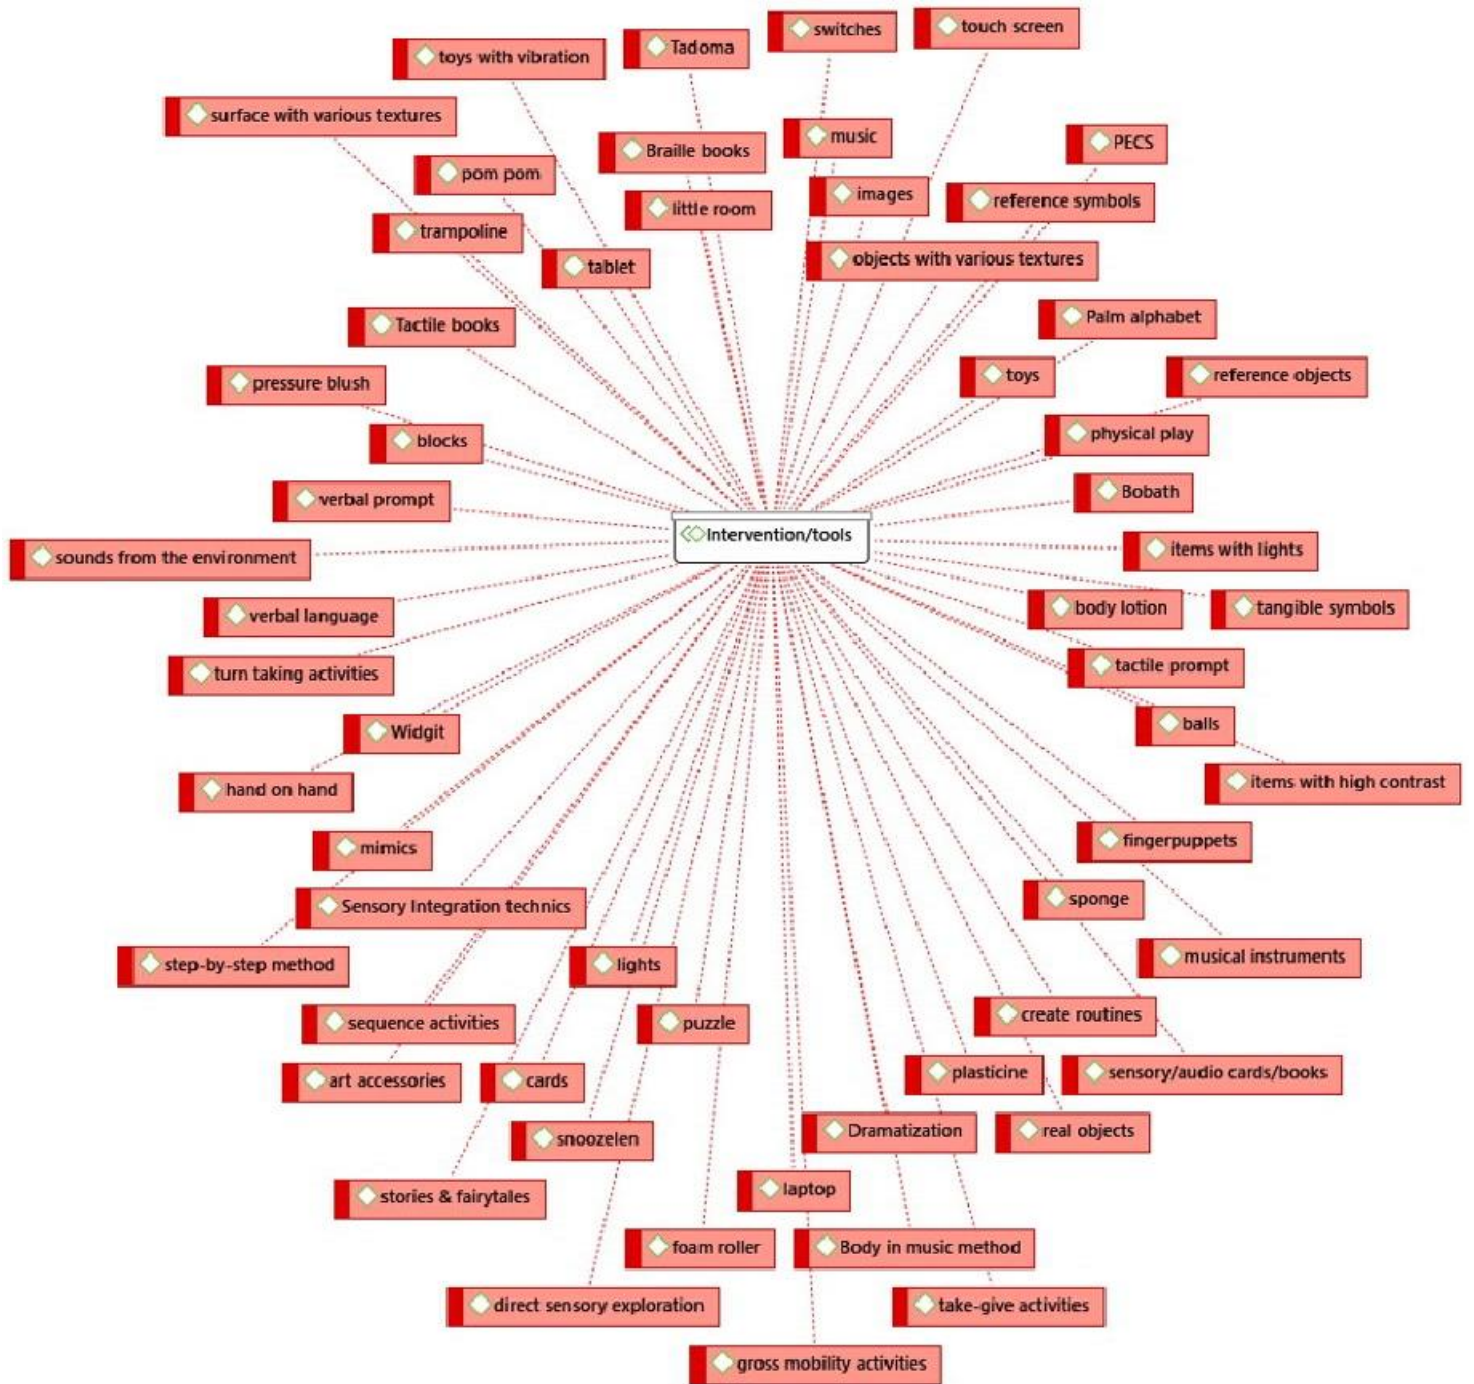 switches
touch screen
Tadoma
toys with vibration
surface with various textures
music
PECS
Braille books
pom pom
images
reference symbols
little room
trampoline
objects with various textures
tablet
Palm alphabet
Tactile books
toys
reference objects
pressure blush
physical play
blocks
Bobath
verbal prompt
Intervention/tools
items with lights
sounds from the environment
body lotion
tangible symbols
verbal language
tactile prompt
turn taking activities
balls
Widgit
items with high contrast
hand on hand
fingerpuppets
mimics
sponge
Sensory Integration technics
musical instruments
step-by-step method
lights
create routines
sequence activities
puzzle
plasticine
sensory/audio cards/books
art accessories
cards
Dramatization
real objects
snoozelen
laptop
stories & fairytales
foam roller
Body in music method
direct sensory exploration
take-give activities
gross mobility activities